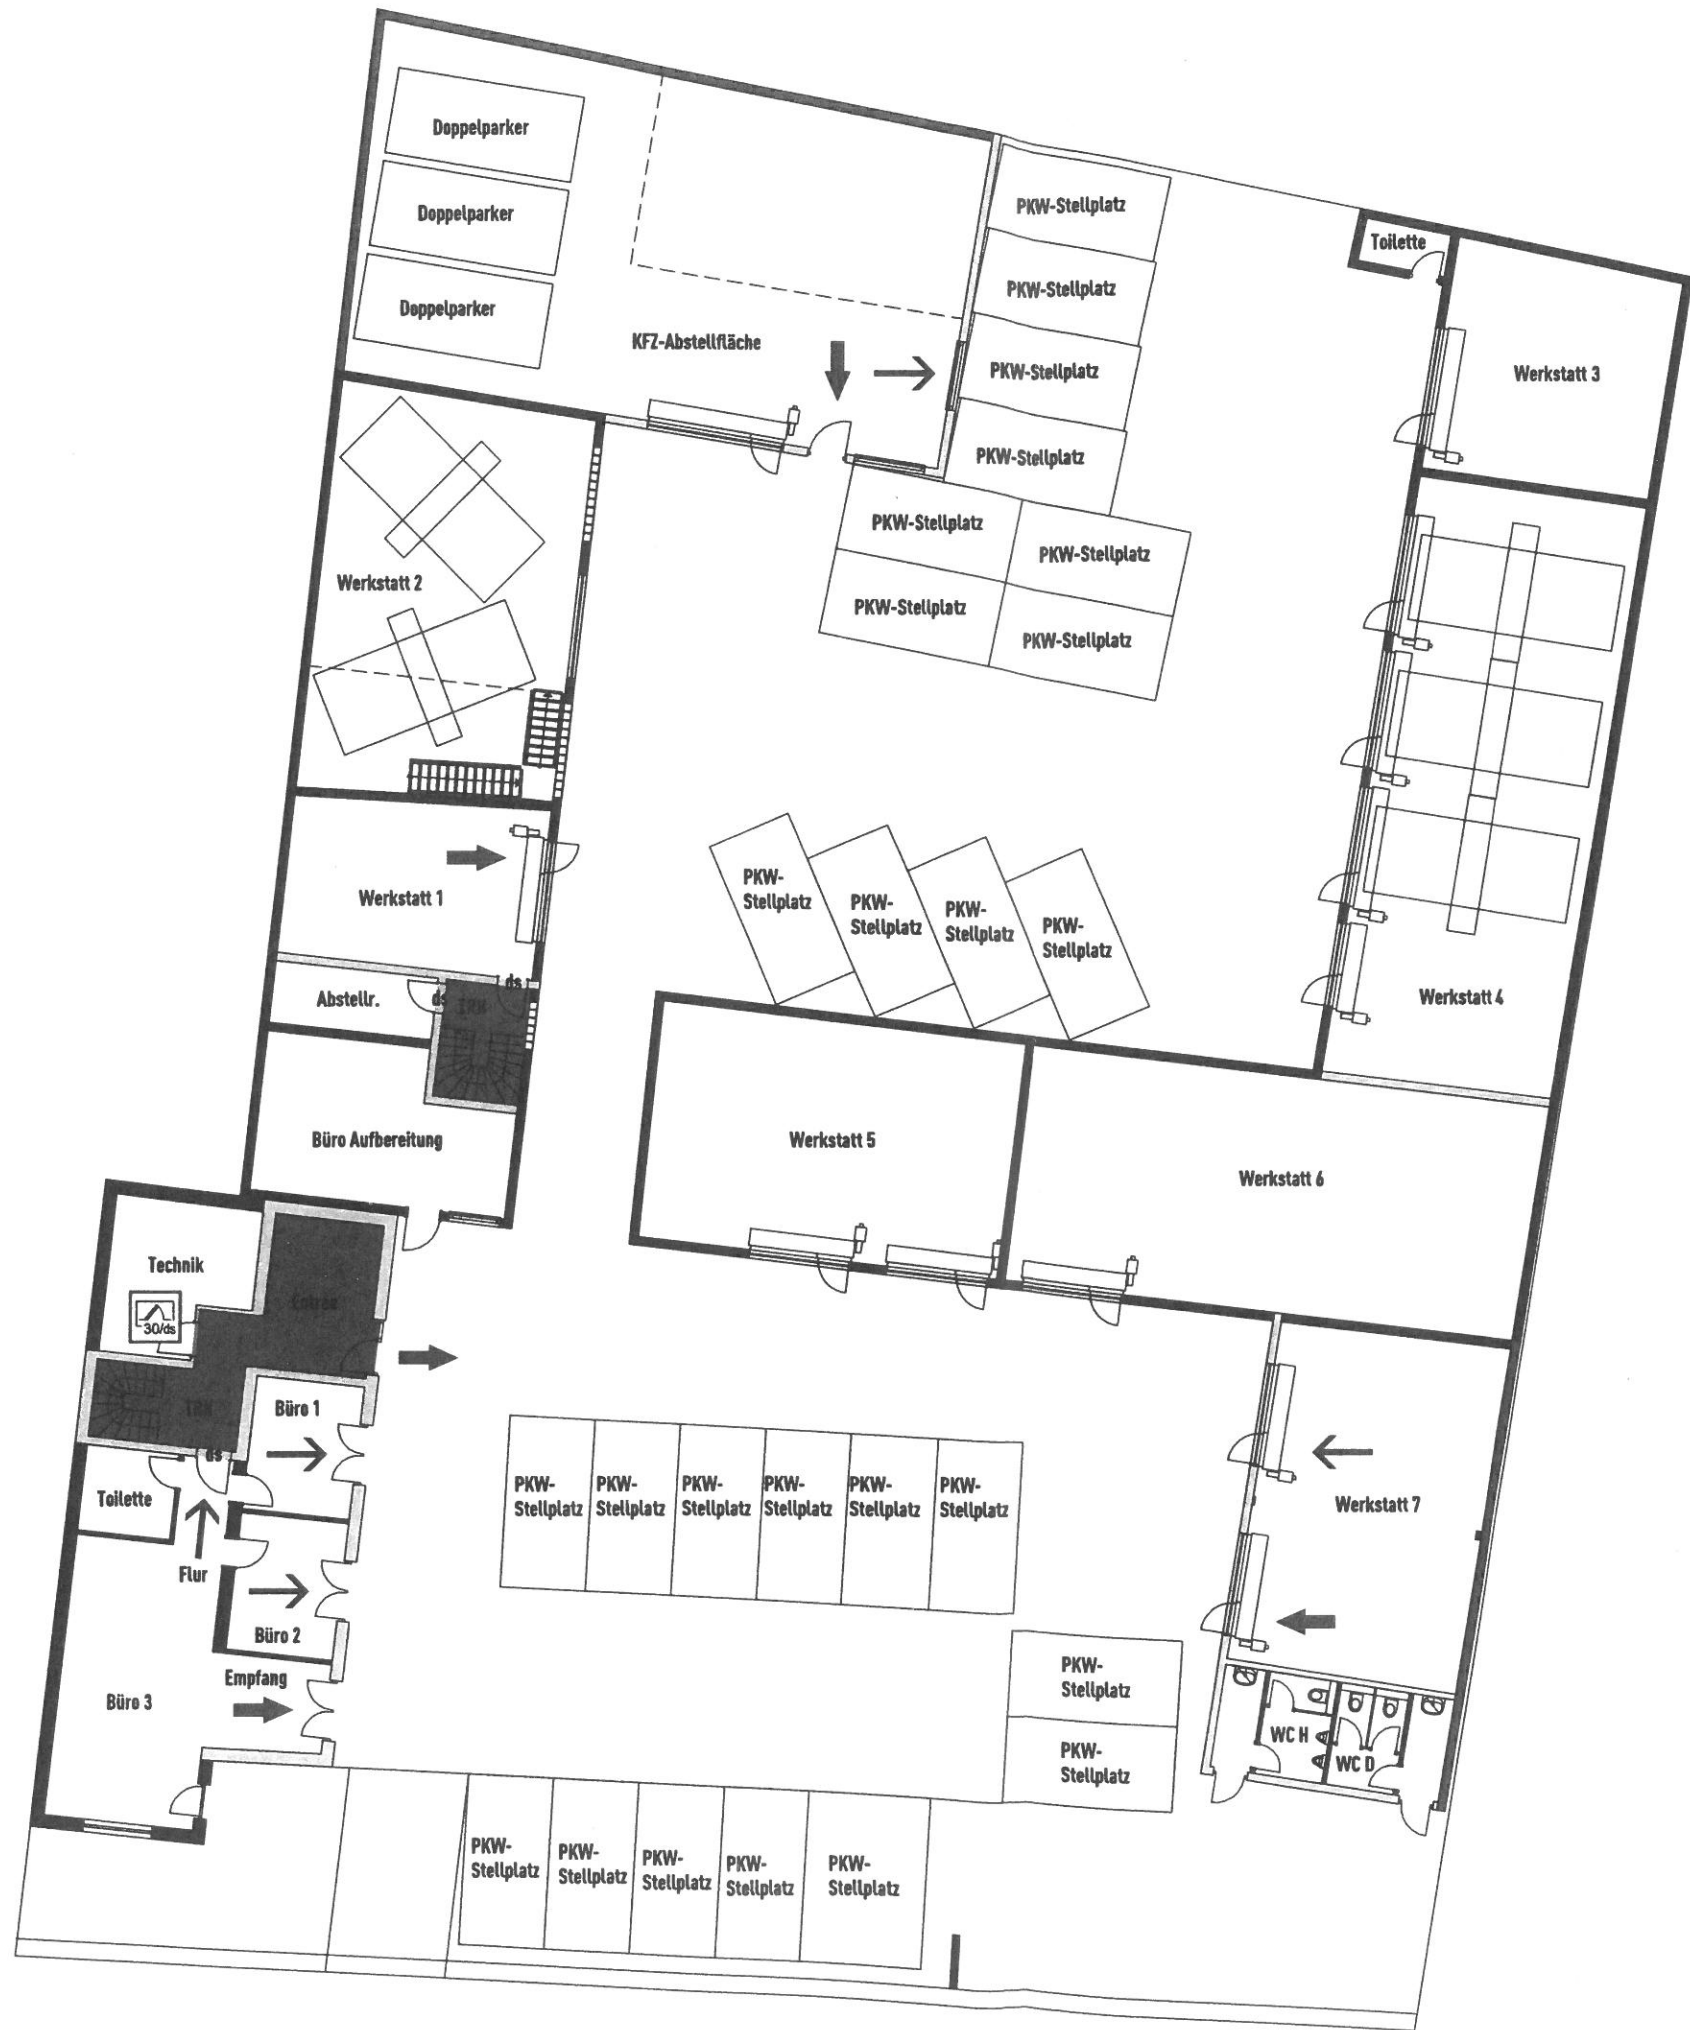 Doppelparker
Doppelparker
Doppelparker
KFZ-Abstellfläche
PKW-Stellplatz
PKW-Stellplatz
PKW-Stellplatz
PKW-Stellplatz
PKW-Stellplatz
PKW-Stellplatz
PKW-Stellplatz
PKW-Stellplatz
Toilette
Werkstatt 3
Werkstatt 2
Werkstatt 1
PKW-
Stellplatz
PKW-
Stellplatz
PKW-
Stellplatz
PKW-
Stellplatz
Werkstatt 4
ds
Abstellr.
ds
TRH
Büro Aufbereitung
Werkstatt 5
Werkstatt 6
Technik
30/ds
Entree
TRH
ds
Büro 1
Toilette
Flur
Büro 2
Empfang
Büro 3
PKW-
Stellplatz
PKW-
Stellplatz
PKW-
Stellplatz
PKW-
Stellplatz
PKW-
Stellplatz
PKW-
Stellplatz
Werkstatt 7
PKW-
Stellplatz
PKW-
Stellplatz
WC H
WC D
PKW-
Stellplatz
PKW-
Stellplatz
PKW-
Stellplatz
PKW-
Stellplatz
PKW-
Stellplatz